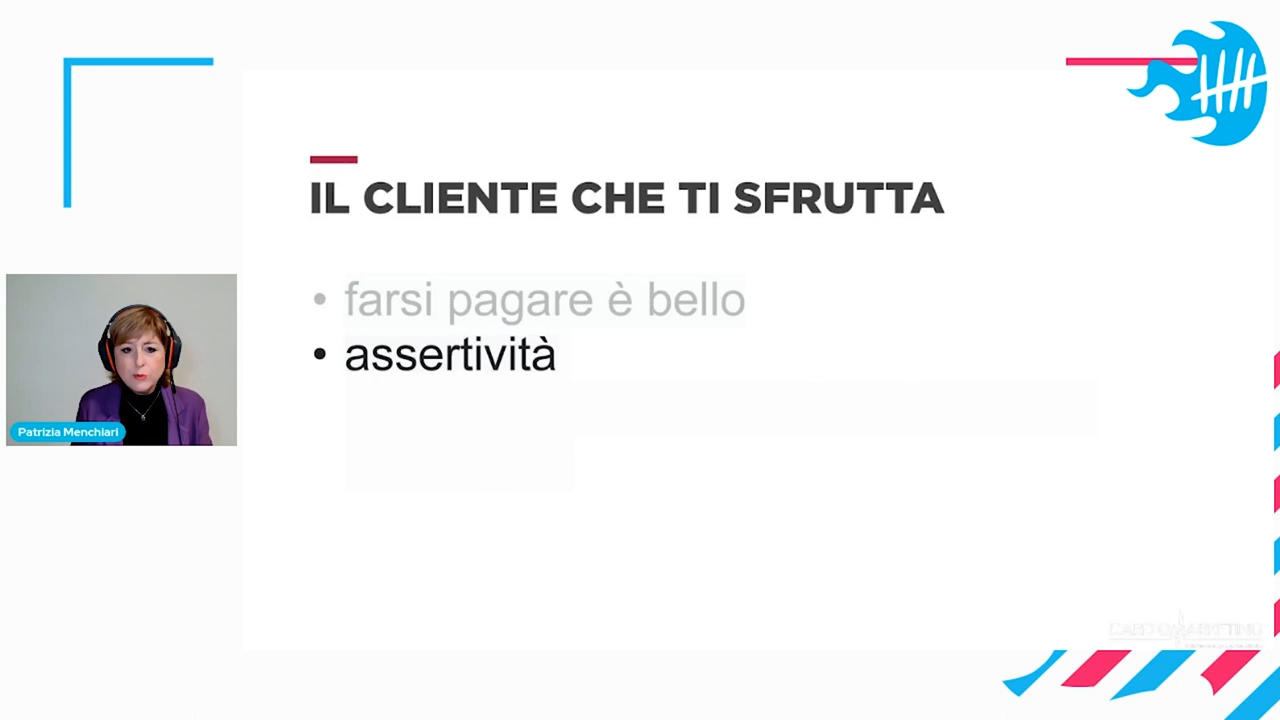 IL CLIENTE CHE TI SFRUTTA
• farsi pagare è bello
• assertività
Patrizia Menchiari